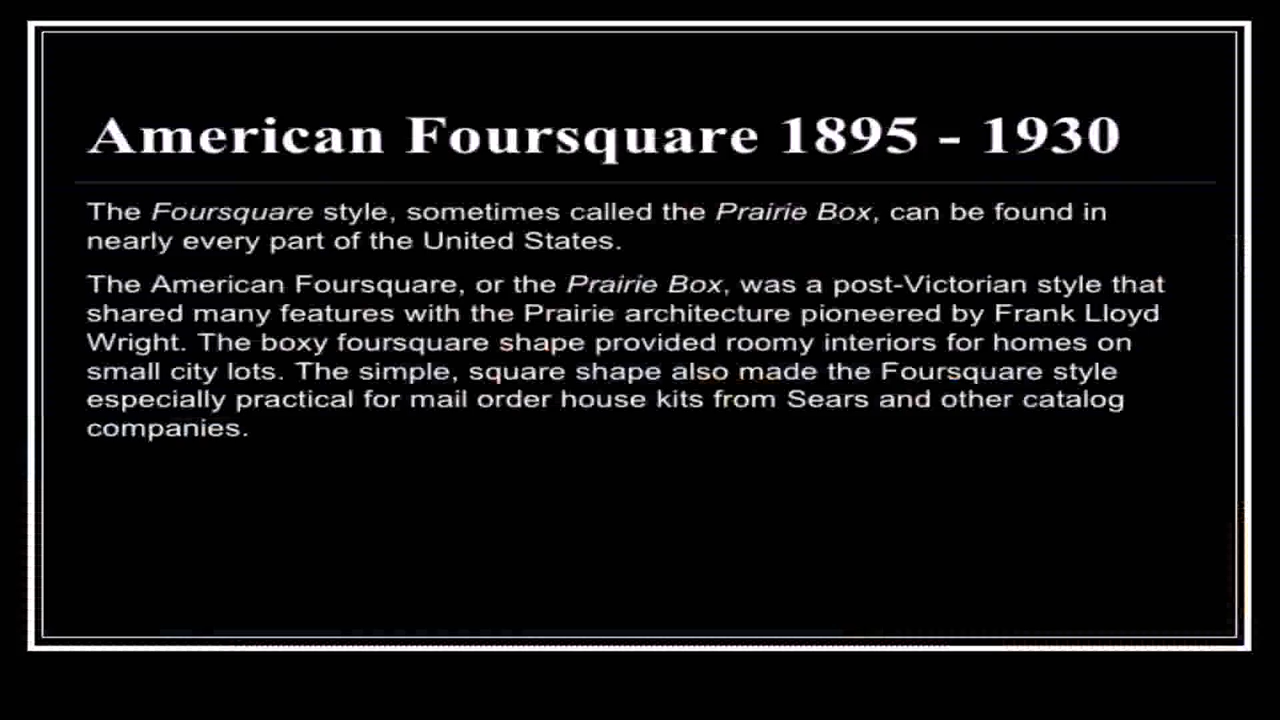 American Foursquare 1895 - 1930
The Foursquare style, sometimes called the Prairie Box, can be found in
nearly every part of the United States.
The American Foursquare, or the Prairie Box, was a post-Victorian style that
shared many features with the Prairie architecture pioneered by Frank Lloyd
Wright. The boxy foursquare shape provided roomy interiors for homes on
small city lots. The simple, square shape also made the Foursquare style
especially practical for mail order house kits from Sears and other catalog
companies.